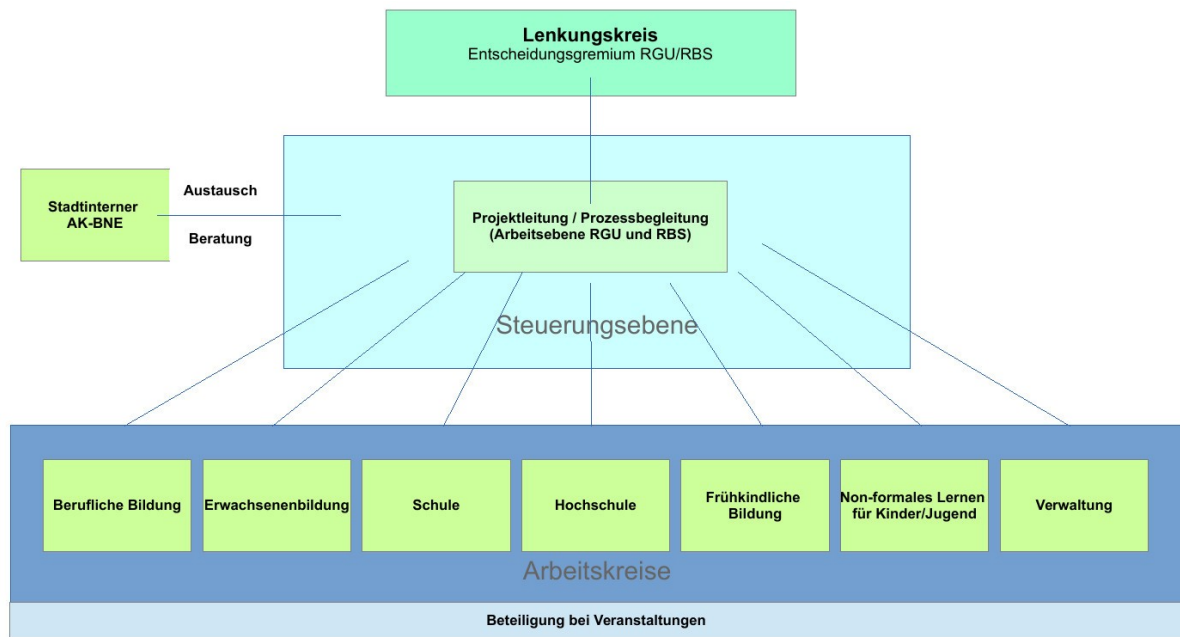 Lenkungskreis
Entscheidungsgremium RGU/RBS
Stadtinterner
AK-BNE
Austausch
Beratung
Projektleitung / Prozessbegleitung
(Arbeitsebene RGU und RBS)
Steuerungsebene
Berufliche Bildung
Erwachsenenbildung
Schule
Hochschule
Frühkindliche
Bildung
Non-formales Lernen
für Kinder/Jugend
Verwaltung
Arbeitskreise
Beteiligung bei Veranstaltungen